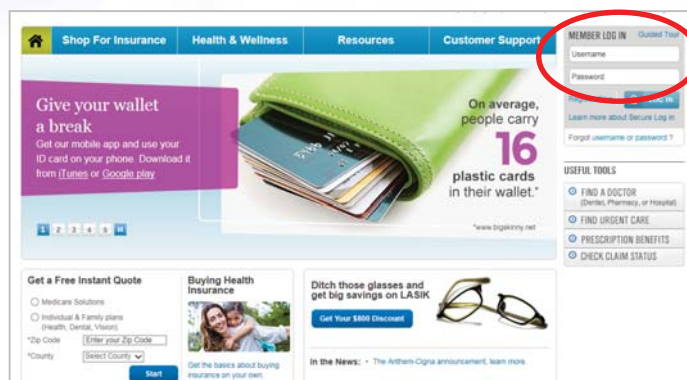 Shop For Insurance
Health & Wellness
Resources
Customer Support
MEMBER LOG IN Guided Tour
Username
Password
LOG IN
Learn more about Secure Log in
Forgot username or password ?
Give your wallet
a break
Get our mobile app and use your
ID card on your phone. Download it
from iTunes or Google play
On average,
people carry
16
plastic cards
in their wallet.*
*www.bigskinny.net
1 2 3 4 5
USEFUL TOOLS
FIND A DOCTOR
(Dentist, Pharmacy, or Hospital)
FIND URGENT CARE
PRESCRIPTION BENEFITS
CHECK CLAIM STATUS
Get a Free Instant Quote
Medicare Solutions
Individual & Family plans
(Health, Dental, Vision)
*Zip Code Enter your Zip Code
*County Select County
Start
Buying Health
Insurance
Get the basics about buying
insurance on your own.
Ditch those glasses and
get big savings on LASIK
Get Your $800 Discount
In the News: • The Anthem-Cigna announcement, learn more.